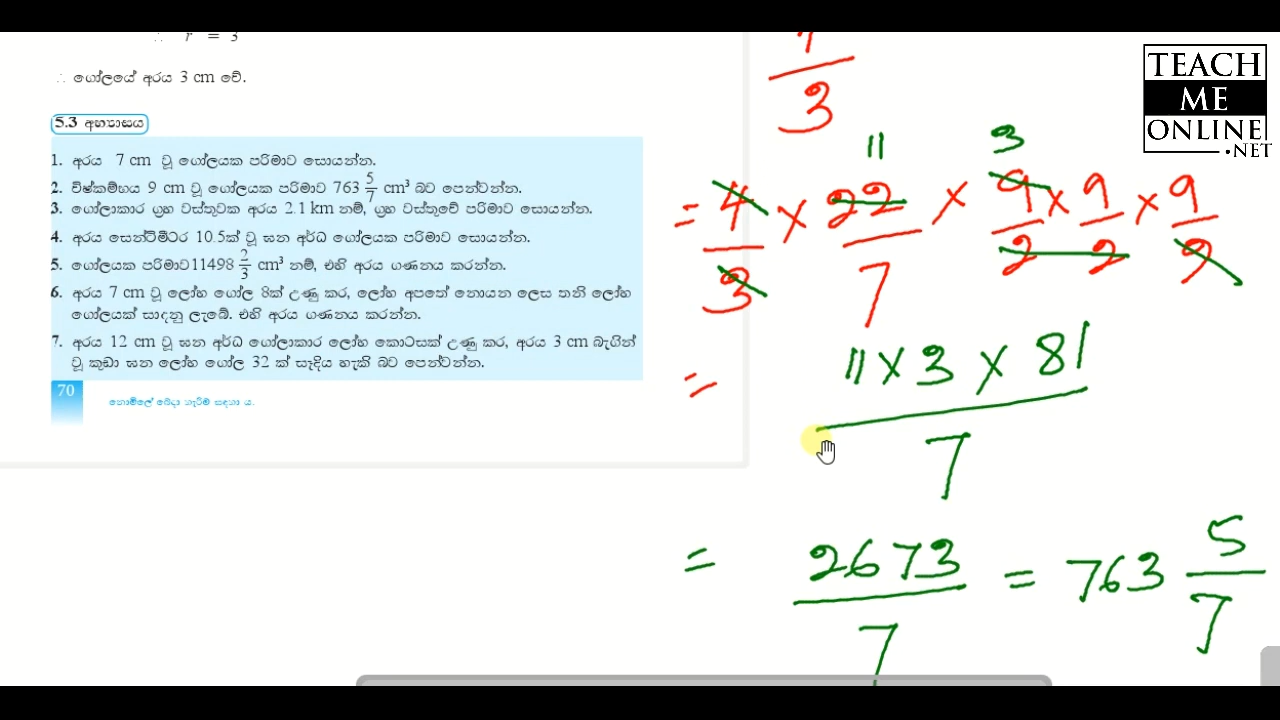 ∴ r = 3
∴ ගෝලයේ අරය 3 cm වේ.
5.3 අභ්‍යාසය
1. අරය 7 cm වූ ගෝලයක පරිමාව සොයන්න.
2. විෂ්කම්භය 9 cm වූ ගෝලයක පරිමාව 763 5/7 cm³ බව පෙන්වන්න.
3. ගෝලාකාර ග්‍රහ වස්තුවක අරය 2.1 km නම්, ග්‍රහ වස්තුවේ පරිමාව සොයන්න.
4. අරය සෙන්ටිමීටර 10.5ක් වූ ඝන අර්ධ ගෝලයක පරිමාව සොයන්න.
5. ගෝලයක පරිමාව11498 2/3 cm³ නම්, එහි අරය ගණනය කරන්න.
6. අරය 7 cm වූ ලෝහ ගෝල 8ක් උණු කර, ලෝහ අපතේ නොයන ලෙස තනි ලෝහ
ගෝලයක් සාදනු ලැබේ. එහි අරය ගණනය කරන්න.
7. අරය 12 cm වූ ඝන අර්ධ ගෝලාකාර ලෝහ කොටසක් උණු කර, අරය 3 cm බැගින්
වූ කුඩා ඝන ලෝහ ගෝල 32 ක් සෑදිය හැකි බව පෙන්වන්න.
70
නොමිලේ බෙදා හැරීම සඳහා ය.
TEACH
ME
ONLINE
.NET
3
11 3
= 4/3 × 22/7 × 9/2 × 9/2 × 9/2
= 11 × 3 × 81 / 7
= 2673/7 = 763 5/7